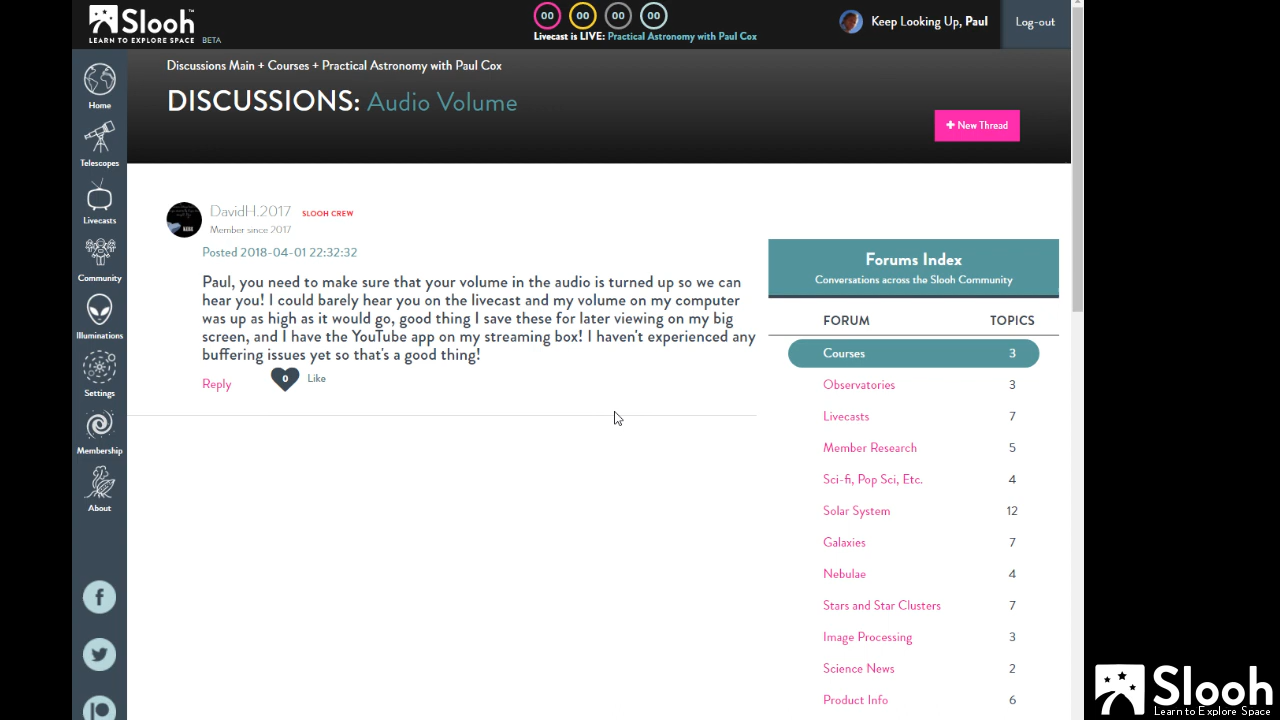 Slooh™
LEARN TO EXPLORE SPACE BETA
00 00 00 00
Livecast is LIVE: Practical Astronomy with Paul Cox
Keep Looking Up, Paul
Log-out
Discussions Main + Courses + Practical Astronomy with Paul Cox
DISCUSSIONS: Audio Volume
+ New Thread
Home
Telescopes
Livecasts
Community
Illuminations
Settings
Membership
About
DavidH.2017 SLOOH CREW
Member since 2017
Posted 2018-04-01 22:32:32
Paul, you need to make sure that your volume in the audio is turned up so we can
hear you! I could barely hear you on the livecast and my volume on my computer
was up as high as it would go, good thing I save these for later viewing on my big
screen, and I have the YouTube app on my streaming box! I haven't experienced any
buffering issues yet so that's a good thing!
Reply 0 Like
Forums Index
Conversations across the Slooh Community
FORUM TOPICS
Courses 3
Observatories 3
Livecasts 7
Member Research 5
Sci-fi, Pop Sci, Etc. 4
Solar System 12
Galaxies 7
Nebulae 4
Stars and Star Clusters 7
Image Processing 3
Science News 2
Product Info 6
Slooh
Learn to Explore Space